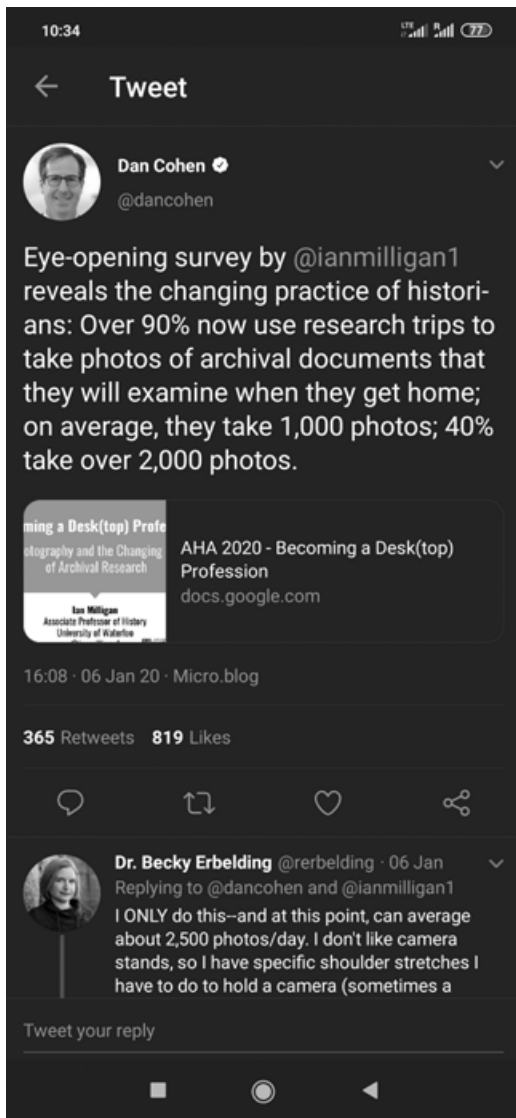 10:34
LTE R 77
Tweet
Dan Cohen
@dancohen
Eye-opening survey by @ianmilligan1
reveals the changing practice of histori-
ans: Over 90% now use research trips to
take photos of archival documents that
they will examine when they get home;
on average, they take 1,000 photos; 40%
take over 2,000 photos.
ming a Desk(top) Profe
otography and the Changing
of Archival Research
Ian Milligan
Associate Professor of History
University of Waterloo
AHA 2020 - Becoming a Desk(top)
Profession
docs.google.com
16:08 · 06 Jan 20 · Micro.blog
365 Retweets 819 Likes
Dr. Becky Erbelding @rerbelding · 06 Jan
Replying to @dancohen and @ianmilligan1
I ONLY do this--and at this point, can average
about 2,500 photos/day. I don't like camera
stands, so I have specific shoulder stretches I
have to do to hold a camera (sometimes a
Tweet your reply